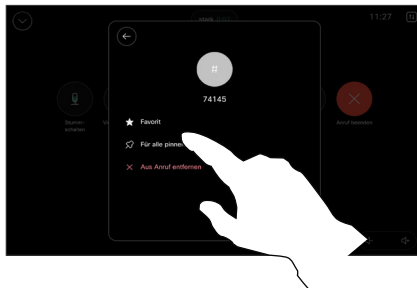 11:27
#
74145
Favorit
Für alle pinnen
Aus Anruf entfernen
Anruf beenden